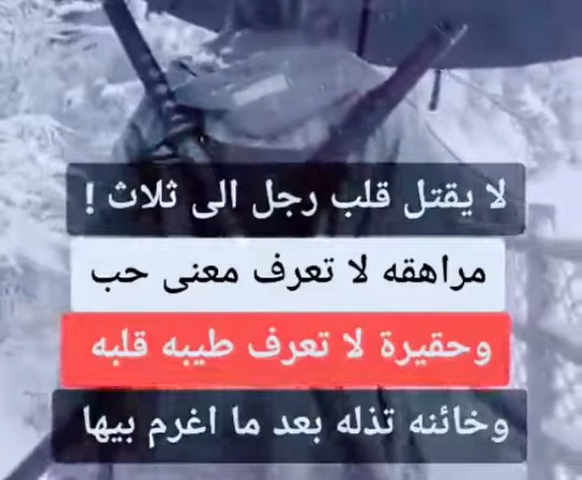 لا يقتل قلب رجل الى ثلاث !
مراهقه لا تعرف معنى حب
وحقيرة لا تعرف طيبه قلبه
وخائنه تذله بعد ما اغرم بيها